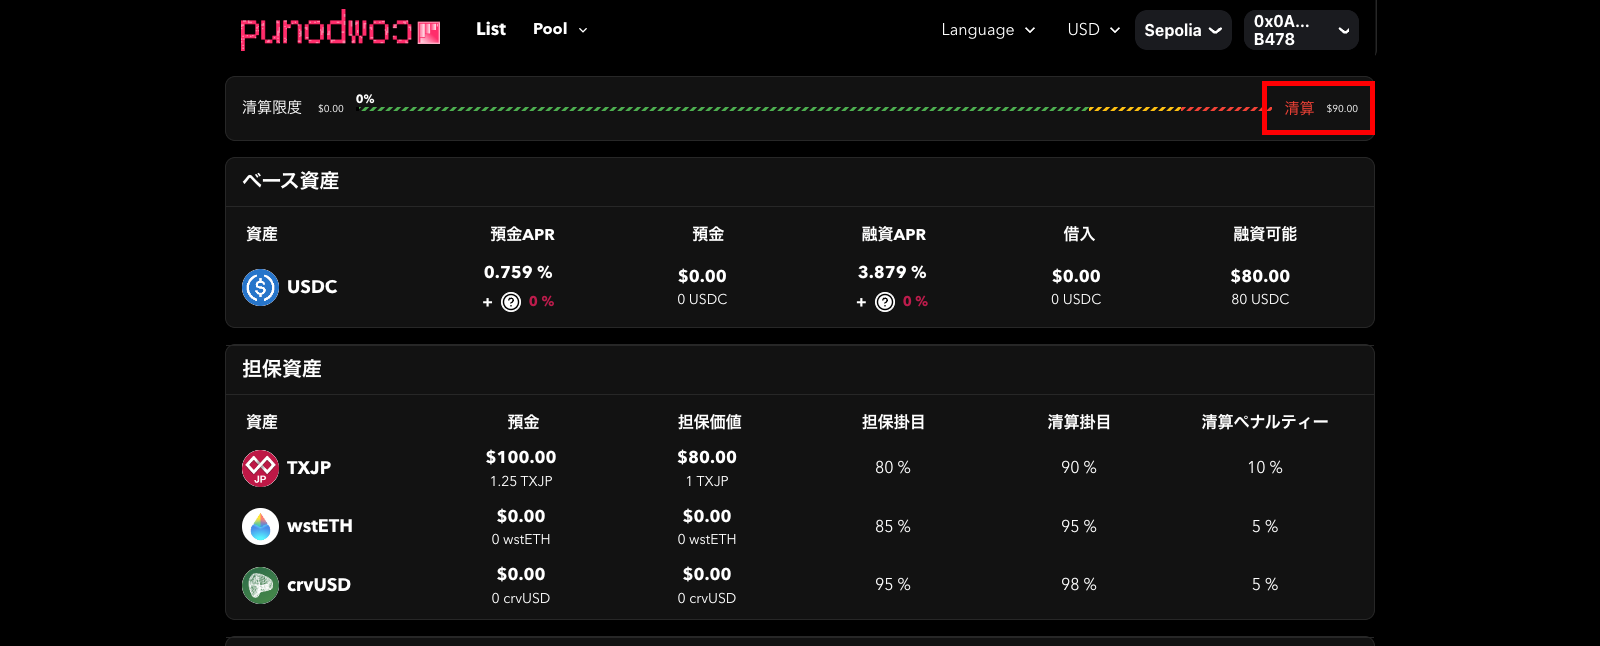 punodwoɔ List Pool Language USD Sepolia 0x0A...
B478
清算限度 $0.00 0% 清算 $90.00
ベース資産
資産 預金APR 預金 融資APR 借入 融資可能
USDC 0.759 % $0.00 3.879 % $0.00 $80.00
+ 0 % 0 USDC + 0 % 0 USDC 80 USDC
担保資産
資産 預金 担保価値 担保掛目 清算掛目 清算ペナルティー
TXJP $100.00 $80.00 80 % 90 % 10 %
JP 1.25 TXJP 1 TXJP
wstETH $0.00 $0.00 85 % 95 % 5 %
0 wstETH 0 wstETH
crvUSD $0.00 $0.00 95 % 98 % 5 %
0 crvUSD 0 crvUSD